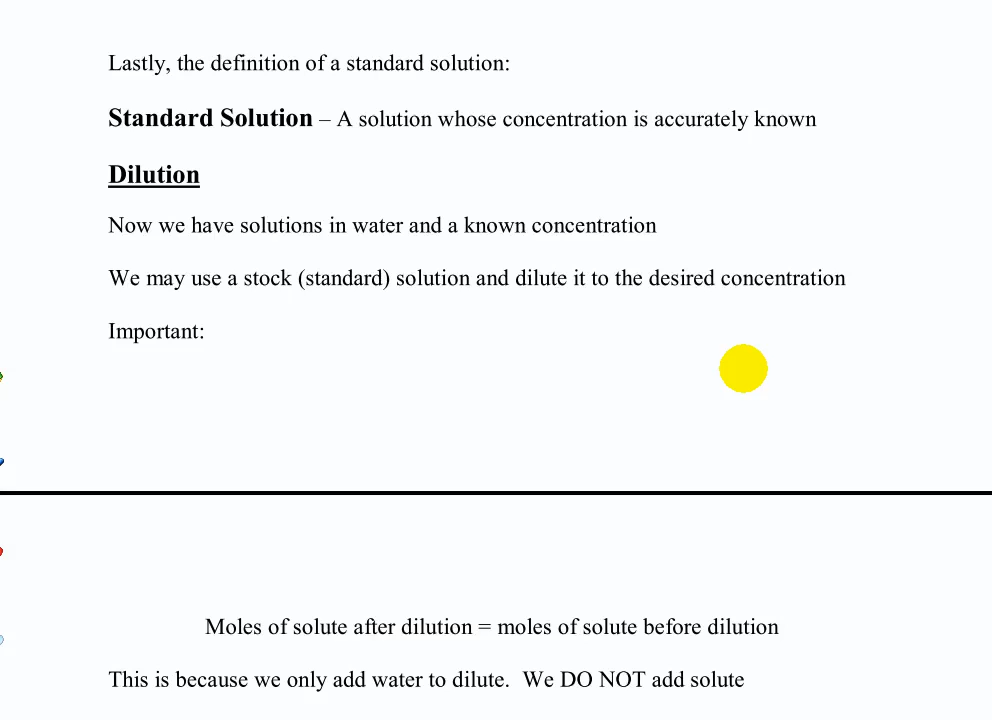 Lastly, the definition of a standard solution:
Standard Solution – A solution whose concentration is accurately known
Dilution
Now we have solutions in water and a known concentration
We may use a stock (standard) solution and dilute it to the desired concentration
Important:
Moles of solute after dilution = moles of solute before dilution
This is because we only add water to dilute.  We DO NOT add solute